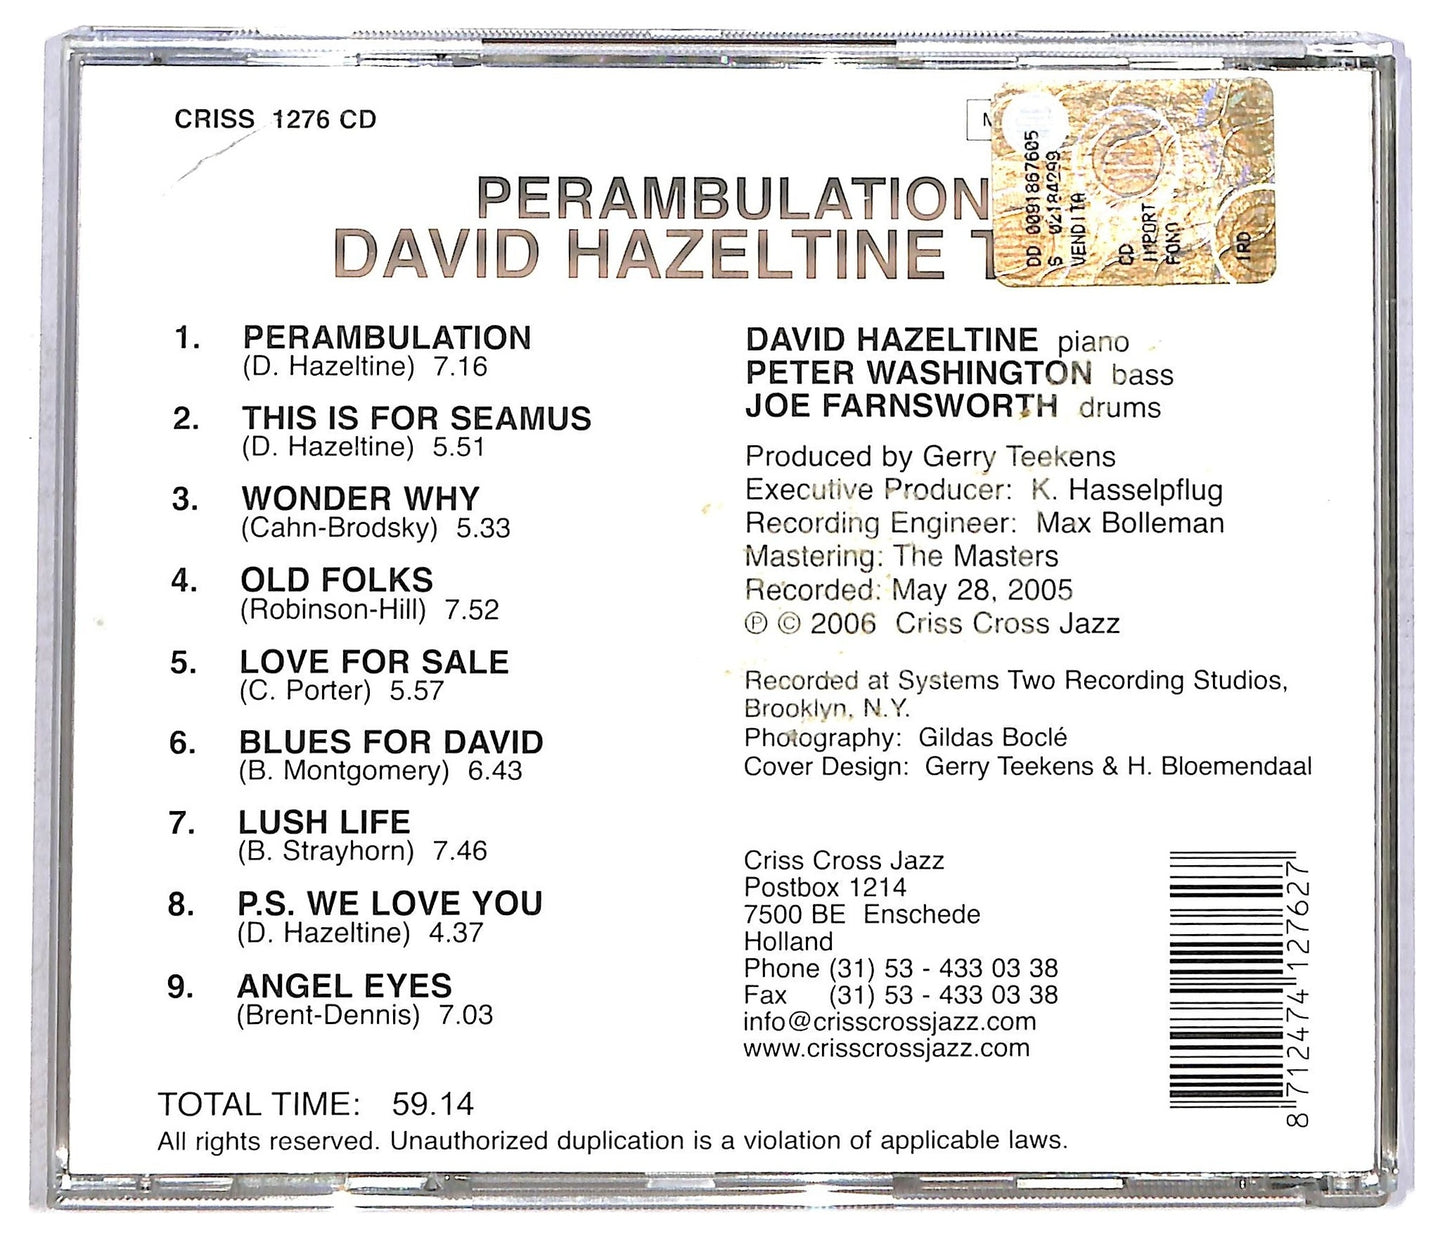 CRISS 1276 CD
PERAMBULATION
DAVID HAZELTINE
DD 0091867605
S 02184299
VENDITA
CD
IMPORT
FONO
1. PERAMBULATION
(D. Hazeltine) 7.16
2. THIS IS FOR SEAMUS
(D. Hazeltine) 5.51
3. WONDER WHY
(Cahn-Brodsky) 5.33
4. OLD FOLKS
(Robinson-Hill) 7.52
5. LOVE FOR SALE
(C. Porter) 5.57
6. BLUES FOR DAVID
(B. Montgomery) 6.43
7. LUSH LIFE
(B. Strayhorn) 7.46
8. P.S. WE LOVE YOU
(D. Hazeltine) 4.37
9. ANGEL EYES
(Brent-Dennis) 7.03
TOTAL TIME: 59.14
DAVID HAZELTINE piano
PETER WASHINGTON bass
JOE FARNSWORTH drums
Produced by Gerry Teekens
Executive Producer: K. Hasselpflug
Recording Engineer: Max Bolleman
Mastering: The Masters
Recorded: May 28, 2005
℗ © 2006 Criss Cross Jazz
Recorded at Systems Two Recording Studios,
Brooklyn, N.Y.
Photography: Gildas Boclé
Cover Design: Gerry Teekens & H. Bloemendaal
Criss Cross Jazz
Postbox 1214
7500 BE Enschede
Holland
Phone (31) 53 - 433 03 38
Fax (31) 53 - 433 03 38
info@crisscrossjazz.com
www.crisscrossjazz.com
8 712474 127627
All rights reserved. Unauthorized duplication is a violation of applicable laws.